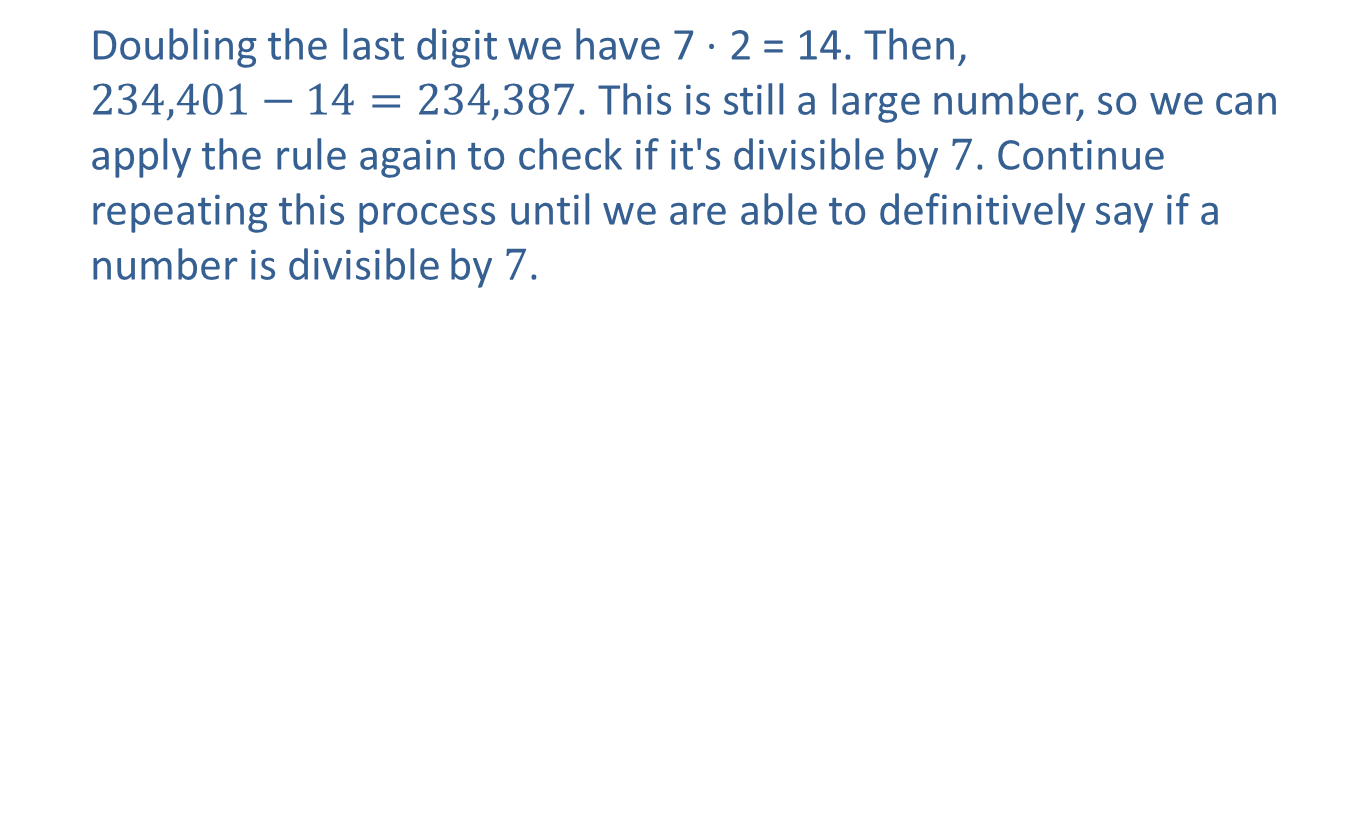 Doubling the last digit we have 7 · 2 = 14. Then,
234,401 − 14 = 234,387. This is still a large number, so we can
apply the rule again to check if it's divisible by 7. Continue
repeating this process until we are able to definitively say if a
number is divisible by 7.